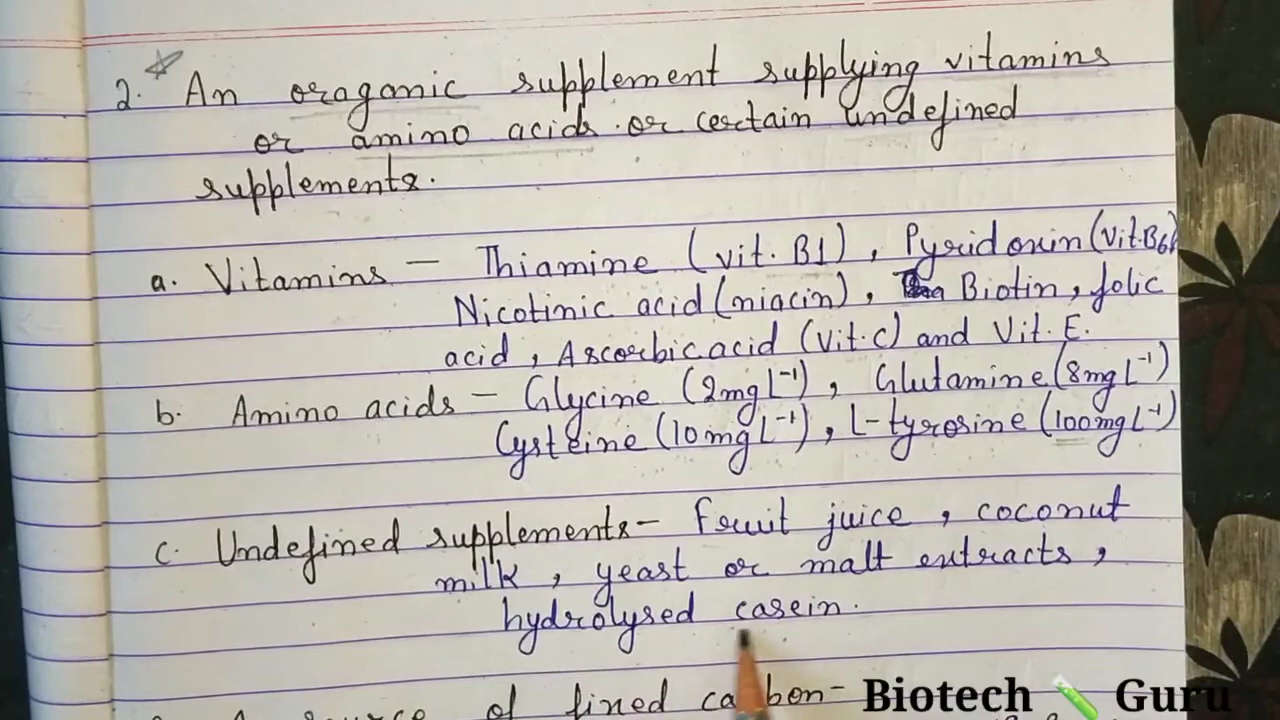 2. * An oraganic supplement supplying vitamins
or amino acids or certain undefined
supplements.
a. Vitamins - Thiamine (vit. B1), Pyridoxin (Vit.B6)
Nicotinic acid (niacin), Biotin, folic
acid, Ascorbic acid (Vit.C) and Vit. E.
b. Amino acids - Glycine (2mg L⁻¹), Glutamine (8mg L⁻¹)
Cysteine (10mg L⁻¹), L-tyrosine (100mg L⁻¹)
c. Undefined supplements - Fruit juice, coconut
milk, yeast or malt extracts,
hydrolysed casein.
source of fixed carbon-
Biotech Guru